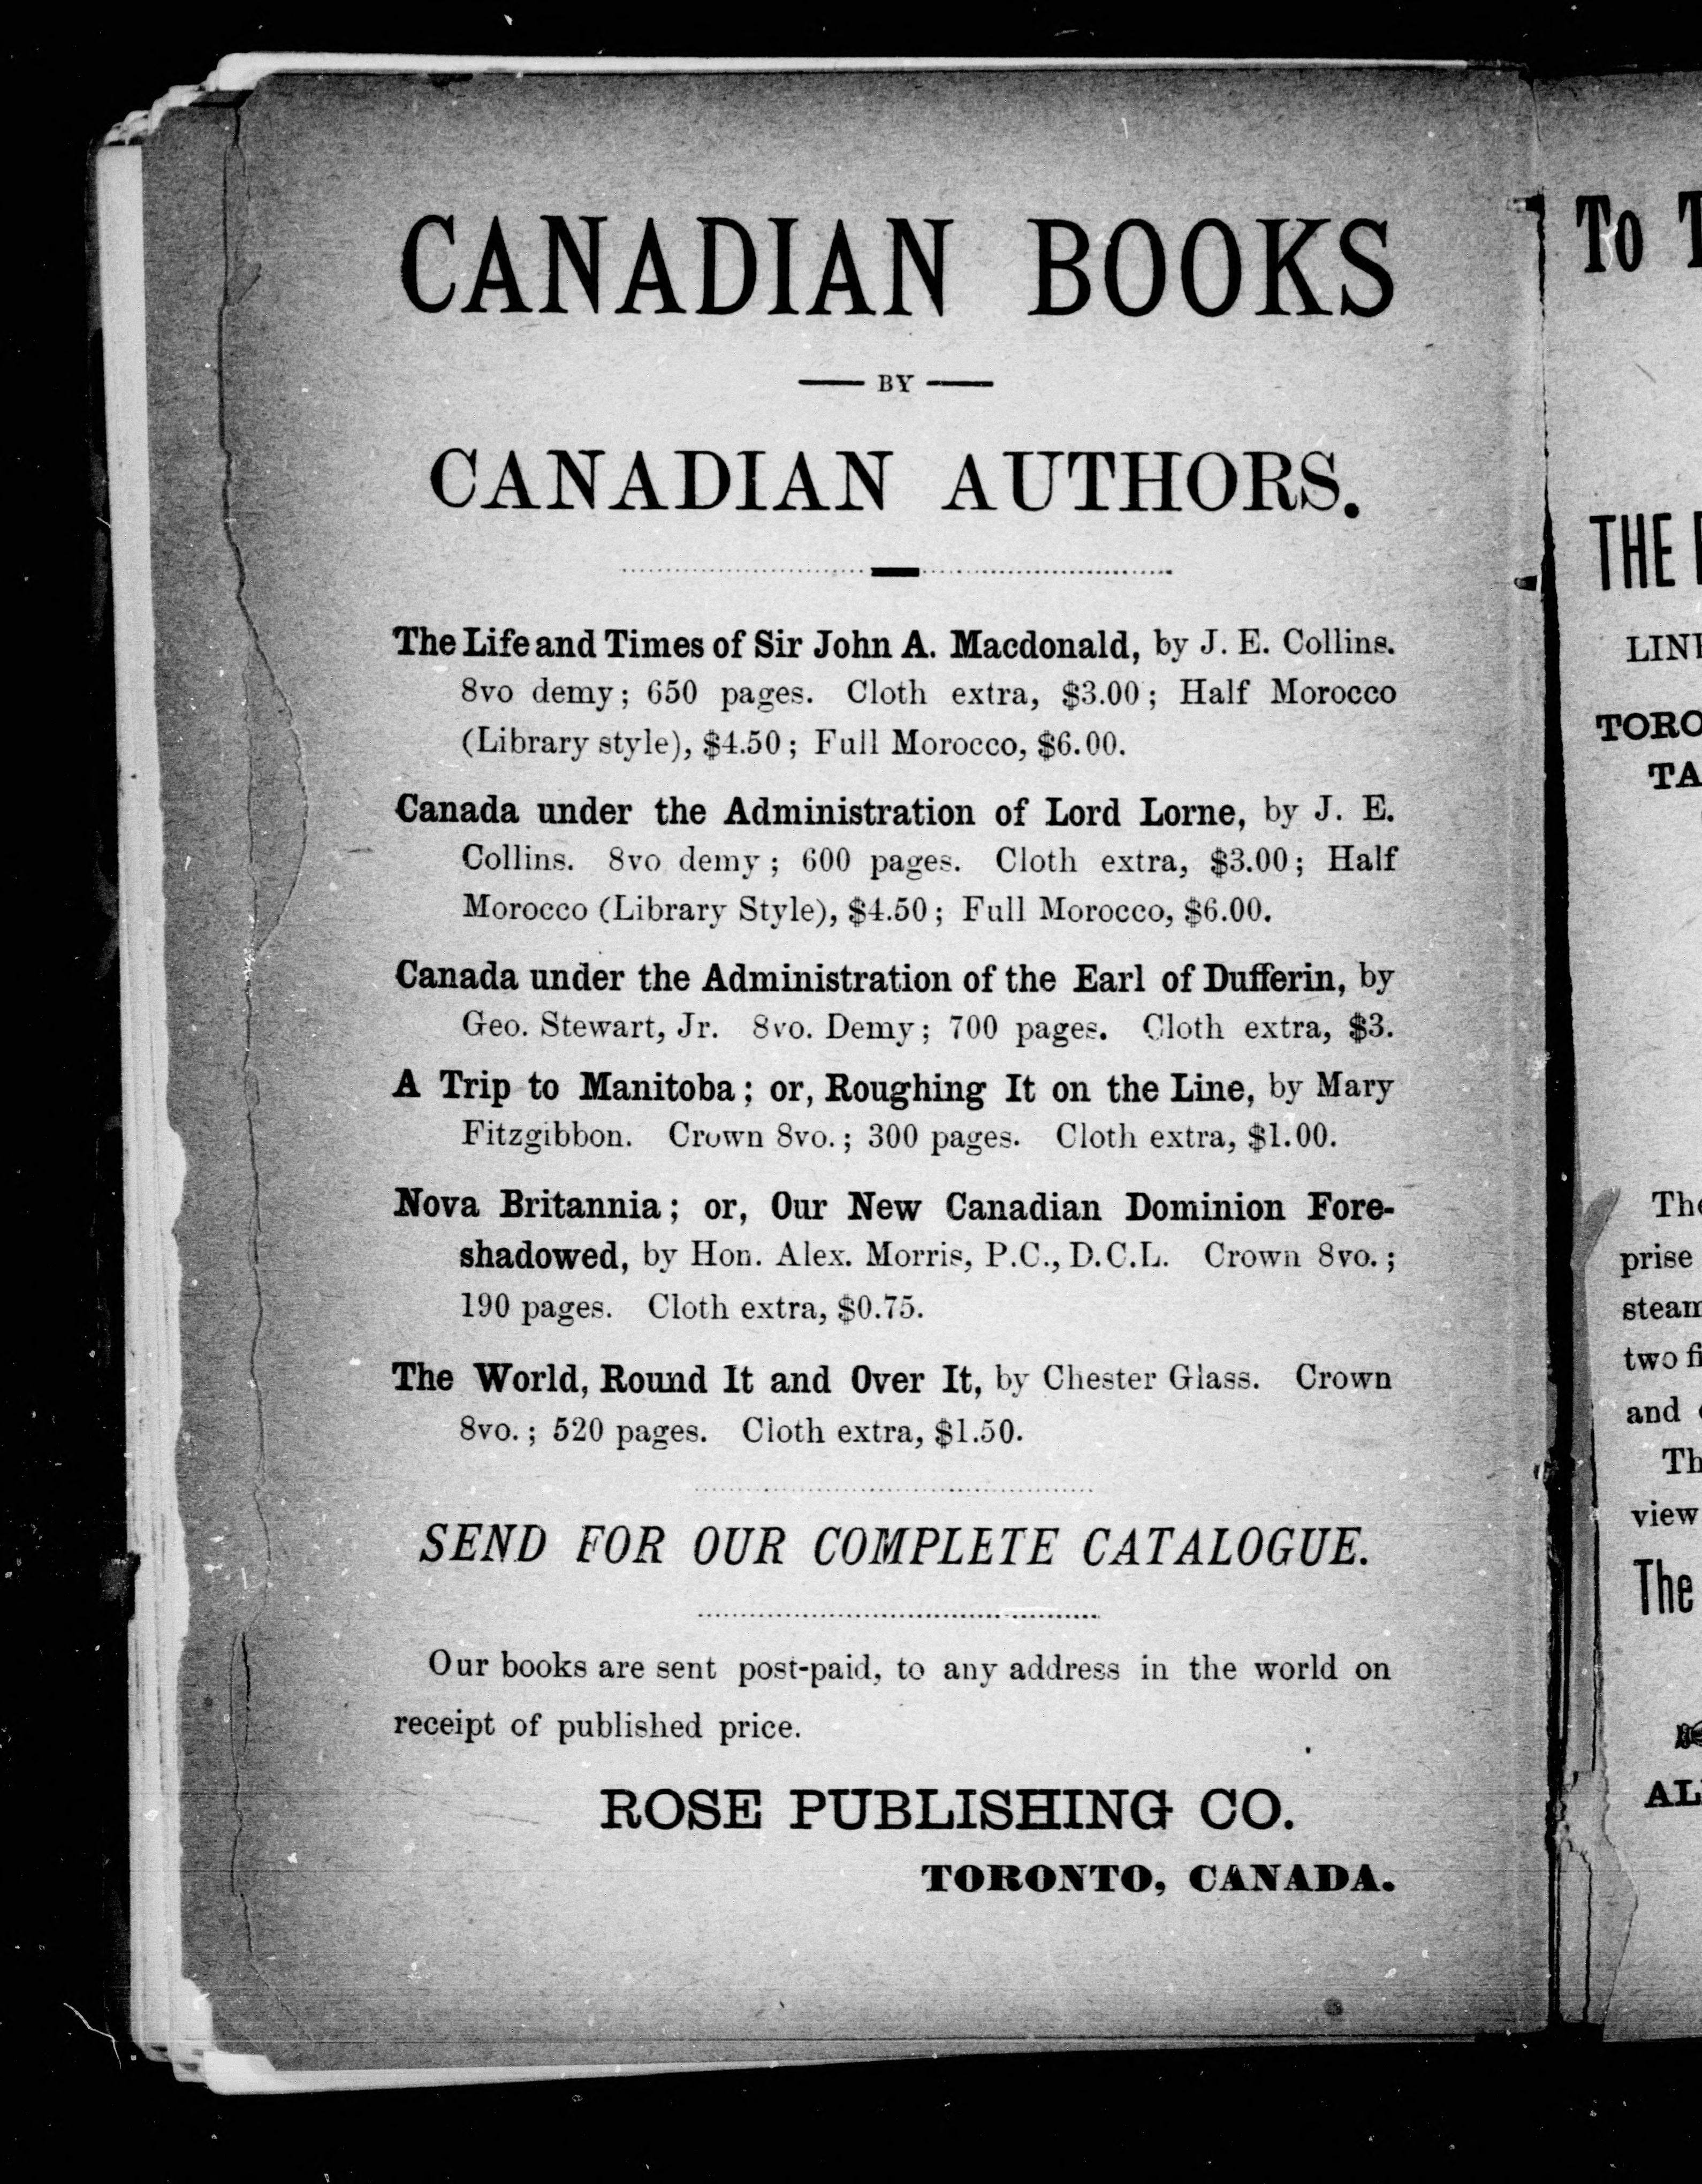 CANADIAN BOOKS
— BY —
CANADIAN AUTHORS.
The Life and Times of Sir John A. Macdonald, by J. E. Collins.
8vo demy; 650 pages. Cloth extra, $3.00; Half Morocco
(Library style), $4.50; Full Morocco, $6.00.
Canada under the Administration of Lord Lorne, by J. E.
Collins. 8vo demy; 600 pages. Cloth extra, $3.00; Half
Morocco (Library Style), $4.50; Full Morocco, $6.00.
Canada under the Administration of the Earl of Dufferin, by
Geo. Stewart, Jr. 8vo. Demy; 700 pages. Cloth extra, $3.
A Trip to Manitoba; or, Roughing It on the Line, by Mary
Fitzgibbon. Crown 8vo.; 300 pages. Cloth extra, $1.00.
Nova Britannia; or, Our New Canadian Dominion Fore-
shadowed, by Hon. Alex. Morris, P.C., D.C.L. Crown 8vo.;
190 pages. Cloth extra, $0.75.
The World, Round It and Over It, by Chester Glass. Crown
8vo.; 520 pages. Cloth extra, $1.50.
SEND FOR OUR COMPLETE CATALOGUE.
Our books are sent post-paid, to any address in the world on
receipt of published price.
ROSE PUBLISHING CO.
TORONTO, CANADA.
To
THE
TA
prise
two
and
view
The